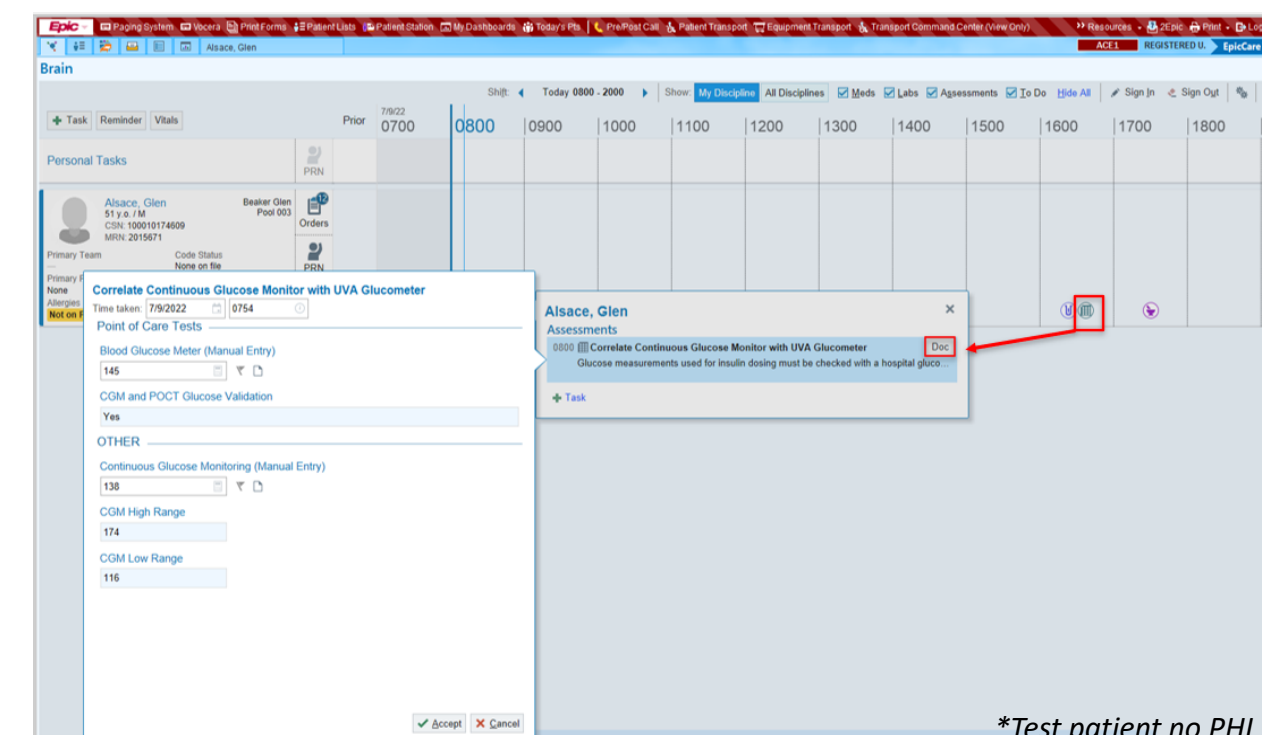 Epic Paging System Vocera Print Forms Patient Lists Patient Station My Dashboards Today's Pts Pre/Post Call Patient Transport Equipment Transport Transport Command Center (View Only) Resources 2Epic Print Log
Alsace, Glen ACE1 REGISTERED U. EpicCare
Brain
Shift: Today 0800 - 2000 Show: My Discipline All Disciplines Meds Labs Assessments To Do Hide All Sign In Sign Out
+ Task Reminder Vitals Prior 7/9/22 0700 0800 0900 1000 1100 1200 1300 1400 1500 1600 1700 1800
Personal Tasks PRN
Alsace, Glen Beaker Glen
51 y.o. / M Pool 003
CSN: 100010174609 12
MRN: 2015671 Orders
Primary Team Code Status
--- None on file PRN
Primary
None
Allergies
Not on
Correlate Continuous Glucose Monitor with UVA Glucometer
Time taken: 7/9/2022 0754
Point of Care Tests
Blood Glucose Meter (Manual Entry)
145
CGM and POCT Glucose Validation
Yes
OTHER
Continuous Glucose Monitoring (Manual Entry)
138
CGM High Range
174
CGM Low Range
116
Accept Cancel
Alsace, Glen
Assessments
0800 Correlate Continuous Glucose Monitor with UVA Glucometer Doc
Glucose measurements used for insulin dosing must be checked with a hospital gluco...
+ Task
*Test patient no PHI